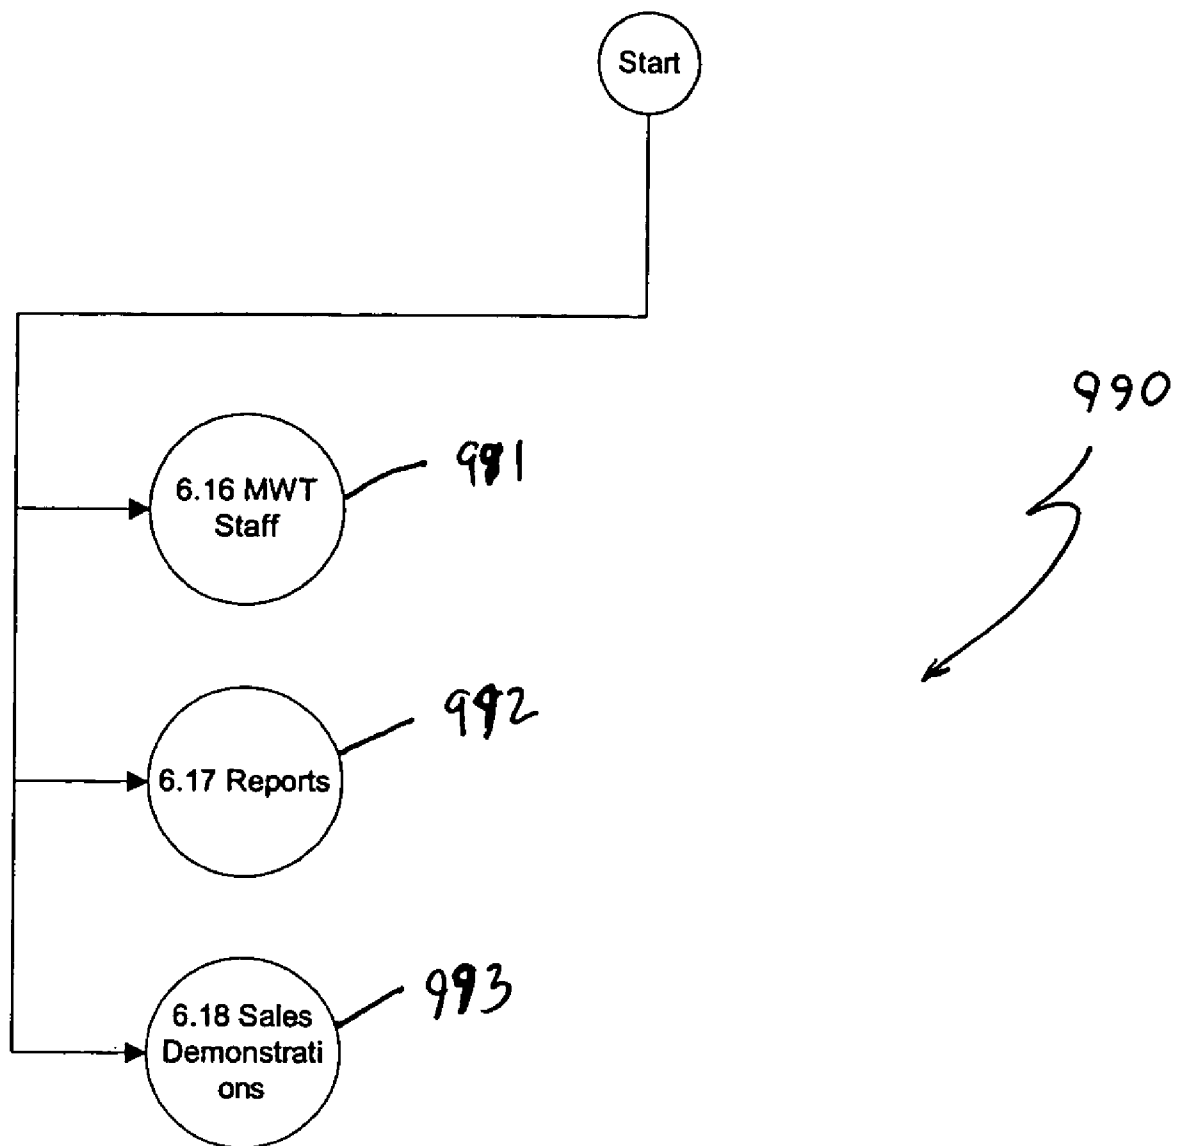 Start
990
6.16 MWT
Staff
991
6.17 Reports
992
6.18 Sales
Demonstrati
ons
993